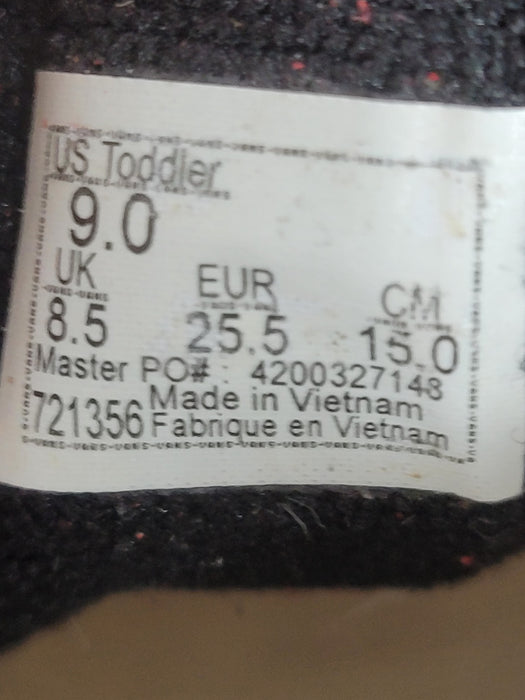 US Toddler
9.0
UK EUR CM
8.5 25.5 15.0
Master PO# : 4200327148
721356 Made in Vietnam
Fabrique en Vietnam